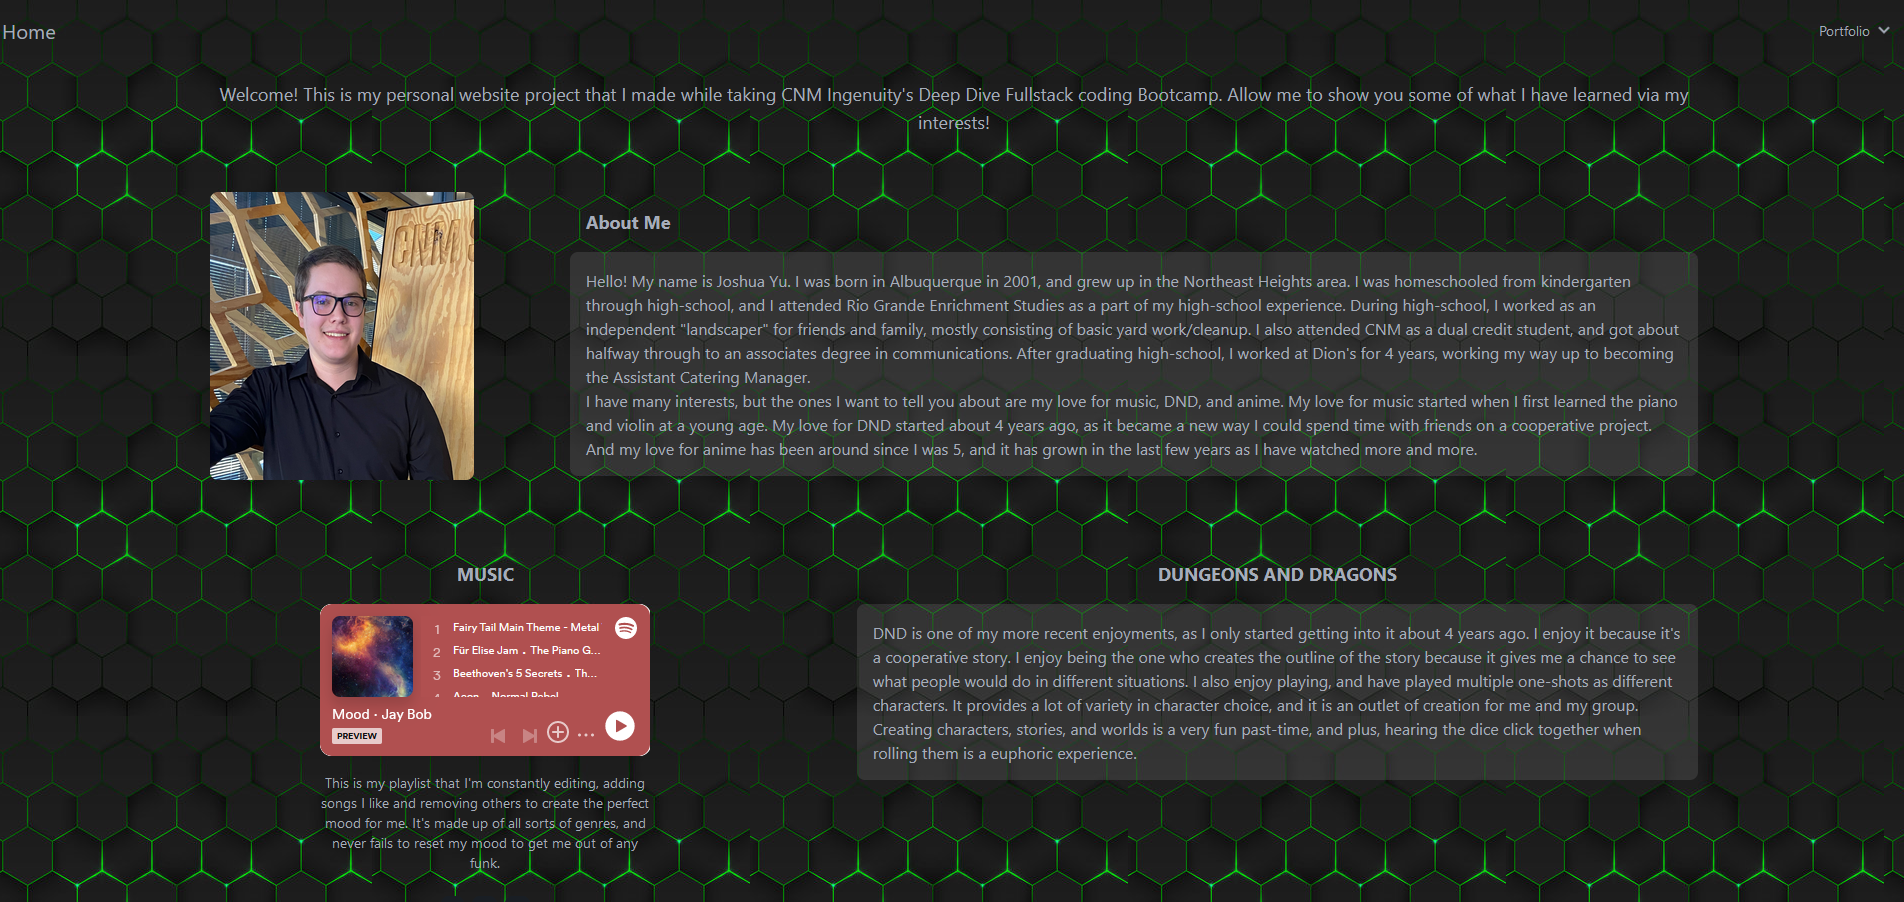 Home
Portfolio
Welcome! This is my personal website project that I made while taking CNM Ingenuity's Deep Dive Fullstack coding Bootcamp. Allow me to show you some of what I have learned via my
interests!
CNM
About Me
Hello! My name is Joshua Yu. I was born in Albuquerque in 2001, and grew up in the Northeast Heights area. I was homeschooled from kindergarten
through high-school, and I attended Rio Grande Enrichment Studies as a part of my high-school experience. During high-school, I worked as an
independent "landscaper" for friends and family, mostly consisting of basic yard work/cleanup. I also attended CNM as a dual credit student, and got about
halfway through to an associates degree in communications. After graduating high-school, I worked at Dion's for 4 years, working my way up to becoming
the Assistant Catering Manager.
I have many interests, but the ones I want to tell you about are my love for music, DND, and anime. My love for music started when I first learned the piano
and violin at a young age. My love for DND started about 4 years ago, as it became a new way I could spend time with friends on a cooperative project.
And my love for anime has been around since I was 5, and it has grown in the last few years as I have watched more and more.
MUSIC
1 Fairy Tail Main Theme - Metal
2 Für Elise Jam . The Piano G...
3 Beethoven's 5 Secrets . Th...
Mood · Jay Bob
PREVIEW
This is my playlist that I'm constantly editing, adding
songs I like and removing others to create the perfect
mood for me. It's made up of all sorts of genres, and
never fails to reset my mood to get me out of any
funk.
DUNGEONS AND DRAGONS
DND is one of my more recent enjoyments, as I only started getting into it about 4 years ago. I enjoy it because it's
a cooperative story. I enjoy being the one who creates the outline of the story because it gives me a chance to see
what people would do in different situations. I also enjoy playing, and have played multiple one-shots as different
characters. It provides a lot of variety in character choice, and it is an outlet of creation for me and my group.
Creating characters, stories, and worlds is a very fun past-time, and plus, hearing the dice click together when
rolling them is a euphoric experience.